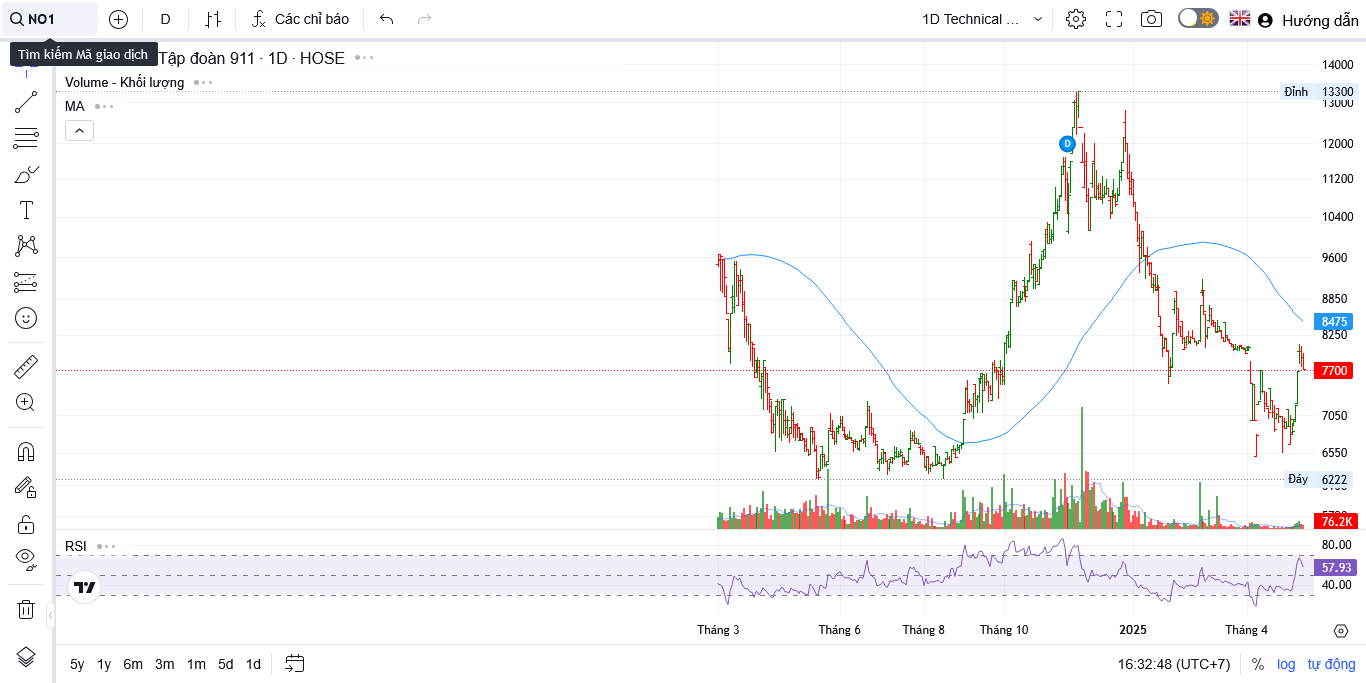 NO1 D Các chỉ báo 1D Technical ... Hướng dẫn
Tìm kiếm Mã giao dịch
Tập đoàn 911 · 1D · HOSE
Volume - Khối lượng
MA
14000
Đỉnh 13300
13000
D
12000
11200
10400
9600
8850
8475
8250
7700
7050
6550
Đáy 6222
76.2K
RSI
80.00
57.93
40.00
Tháng 3 Tháng 6 Tháng 8 Tháng 10 2025 Tháng 4
5y 1y 6m 3m 1m 5d 1d 16:32:48 (UTC+7) % log tự động